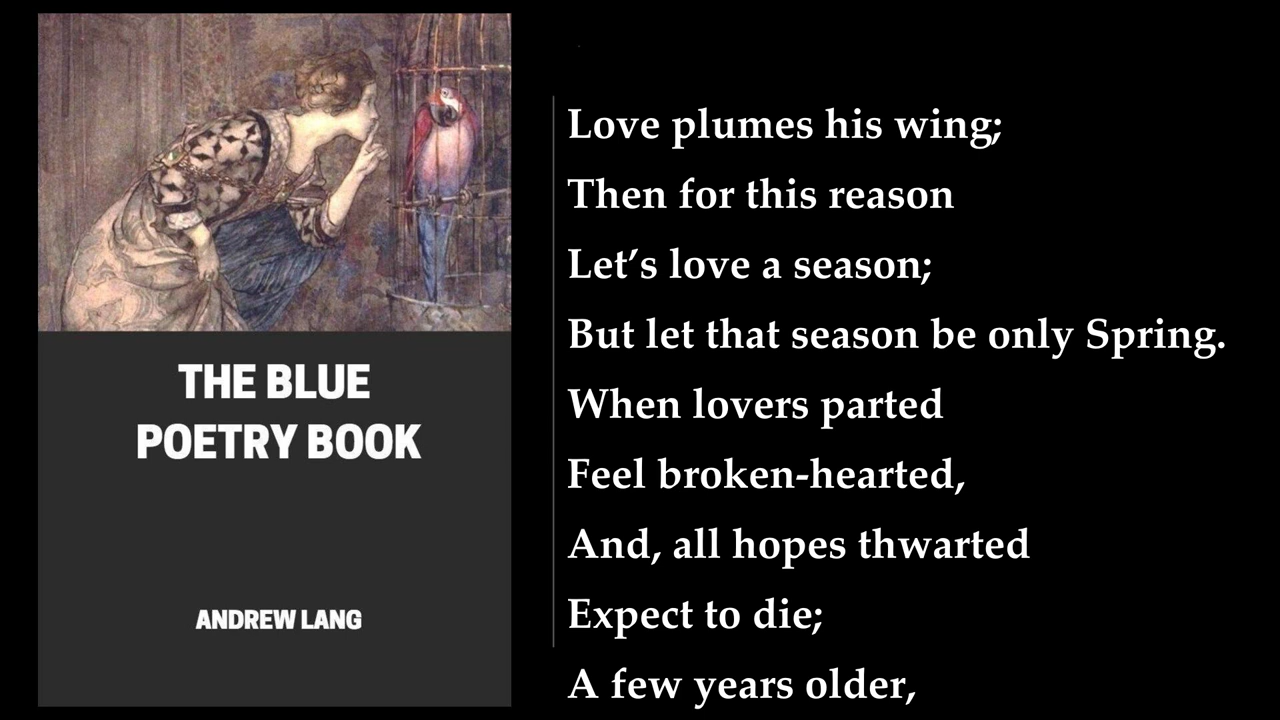 THE BLUE
POETRY BOOK
ANDREW LANG
Love plumes his wing;
Then for this reason
Let’s love a season;
But let that season be only Spring.
When lovers parted
Feel broken-hearted,
And, all hopes thwarted
Expect to die;
A few years older,